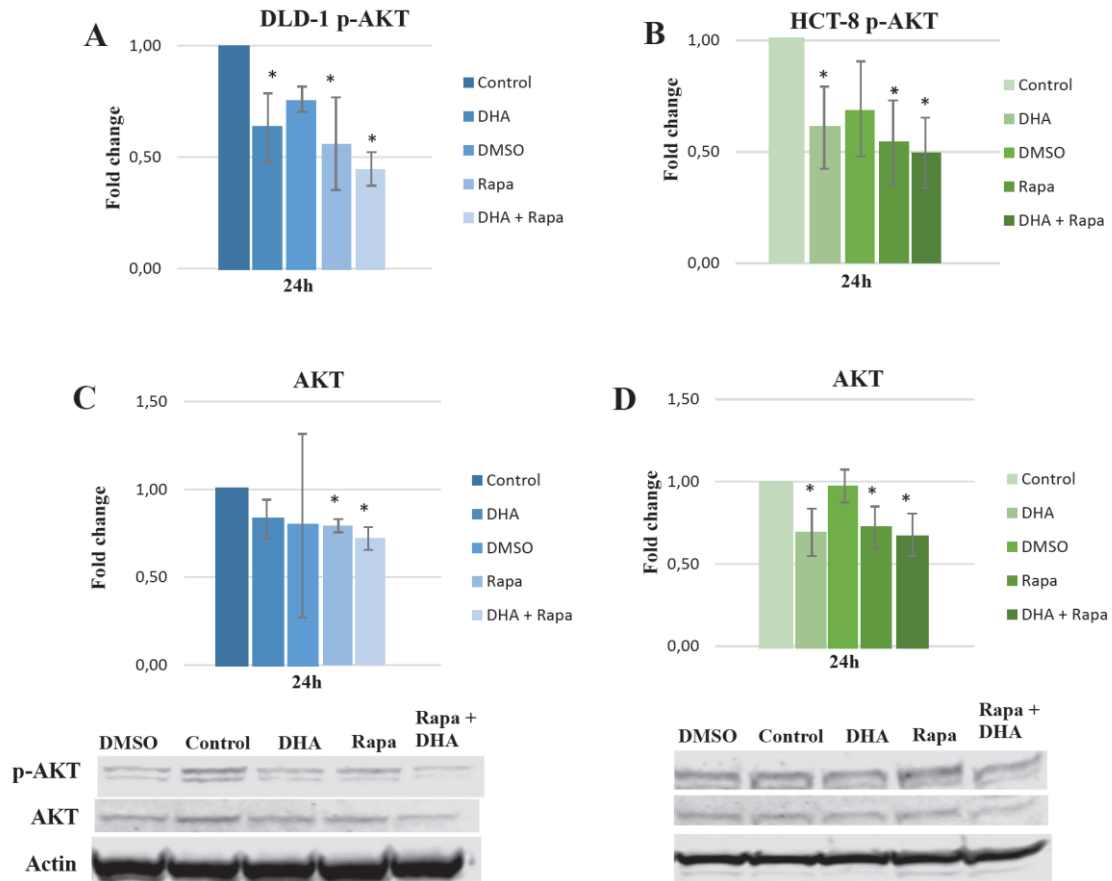 A
DLD-1 p-AKT
1,00
0,50
0,00
Fold change
*
*
*
24h
Control
DHA
DMSO
Rapa
DHA + Rapa
B
HCT-8 p-AKT
1,00
0,50
0,00
Fold change
*
*
*
24h
Control
DHA
DMSO
Rapa
DHA + Rapa
C
AKT
1,50
1,00
0,50
0,00
Fold change
*
*
24h
Control
DHA
DMSO
Rapa
DHA + Rapa
D
AKT
1,50
1,00
0,50
0,00
Fold change
*
*
*
24h
Control
DHA
DMSO
Rapa
DHA + Rapa
DMSO Control DHA Rapa Rapa +
DHA
p-AKT
AKT
Actin
DMSO Control DHA Rapa Rapa +
DHA